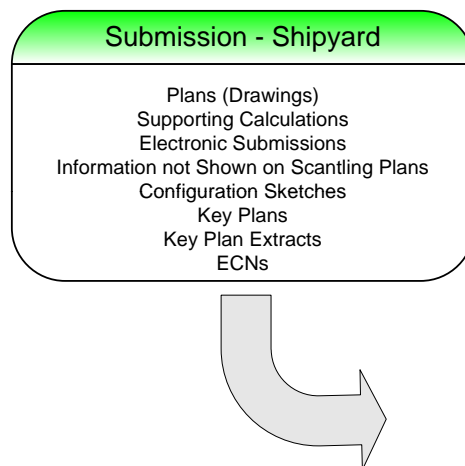 Submission - Shipyard
Plans (Drawings)
Supporting Calculations
Electronic Submissions
Information not Shown on Scantling Plans
Configuration Sketches
Key Plans
Key Plan Extracts
ECNs